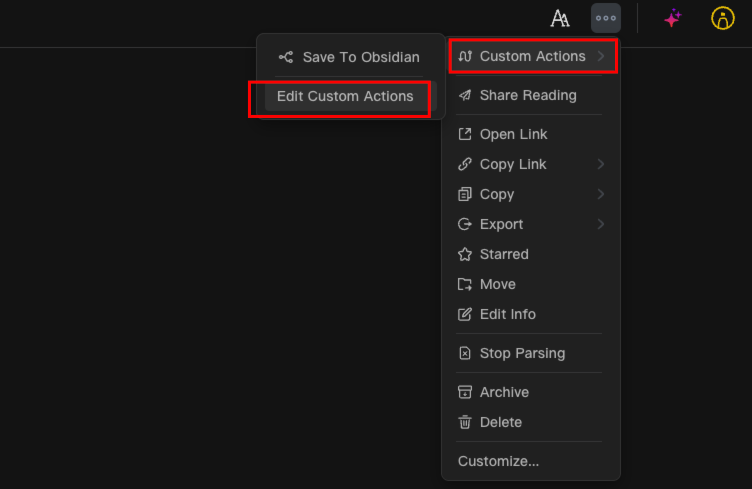 AA
Save To Obsidian
Edit Custom Actions
Custom Actions
Share Reading
Open Link
Copy Link
Copy
Export
Starred
Move
Edit Info
Stop Parsing
Archive
Delete
Customize...